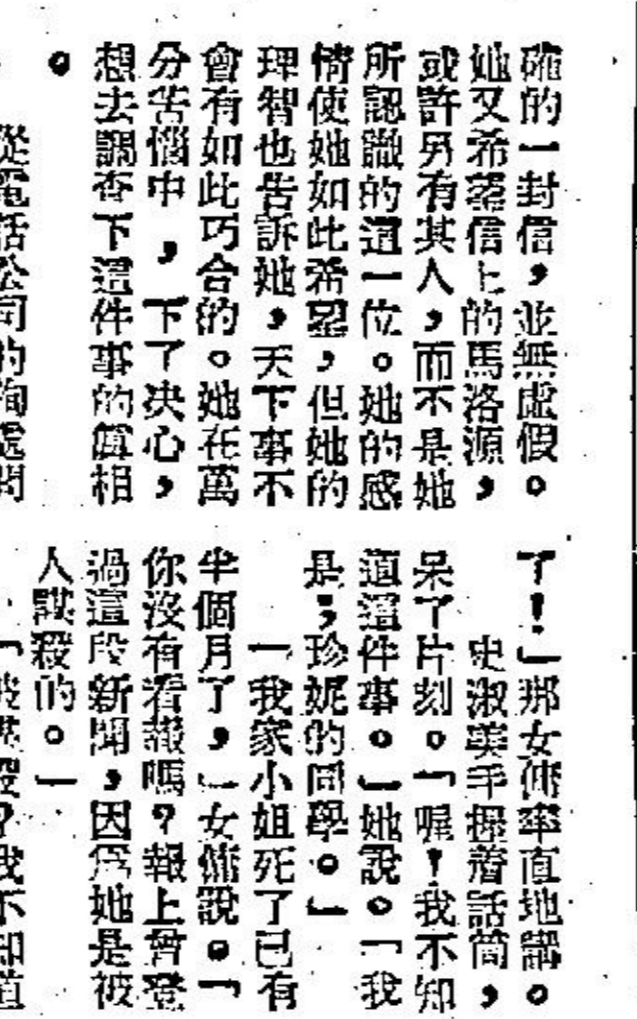 確的一封信，並無虛假。
她又希望信上的馬洛源，
或許另有其人，而不是她
所認識的這一位。她的感
情使她如此希望，但她的
理智也告訴她，天下事不
會有如此巧合的。她在萬
分苦惱中，下了決心，
想去調查下這件事的眞相
。
從電話公司的詢處問
了！」那女傭率直地講。
史淑美手握着話筒，
呆了片刻。「喔！我不知
道這件事。」她說。「我
是，珍妮的同學。」
「我家小姐死了已有
半個月了，」女傭說。「
你沒有看報嗎？報上曾登
過這段新聞，因爲她是被
人謀殺的。」
「被謀殺？我不知道